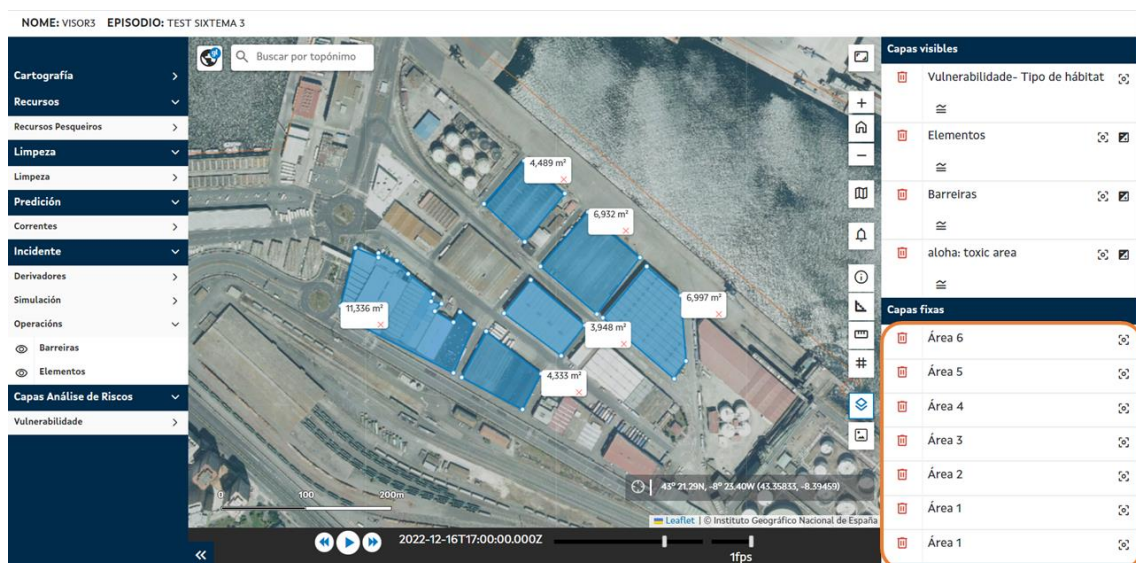 NOME: VISOR3 EPISODIO: TEST SIXTEMA 3
Cartografía
Recursos
Recursos Pesqueiros
Limpeza
Limpeza
Predición
Correntes
Incidente
Derivadores
Simulación
Operacións
Barreiras
Elementos
Capas Análise de Riscos
Vulnerabilidade
Buscar por topónimo
4,489 m²
6,932 m²
11,336 m²
6,997 m²
3,948 m²
4,333 m²
0 100 200m
43° 21.29N, -8° 23.40W (43.35833, -8.39459)
Leaflet | © Instituto Geográfico Nacional de España
2022-12-16T17:00:00.000Z
1fps
Capas visibles
Vulnerabilidade- Tipo de hábitat
Elementos
Barreiras
aloha: toxic area
Capas fixas
Área 6
Área 5
Área 4
Área 3
Área 2
Área 1
Área 1